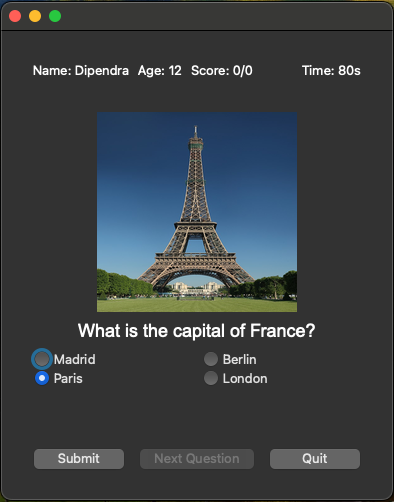 Name: Dipendra Age: 12 Score: 0/0 Time: 80s
What is the capital of France?
Madrid Berlin
Paris London
Submit Next Question Quit